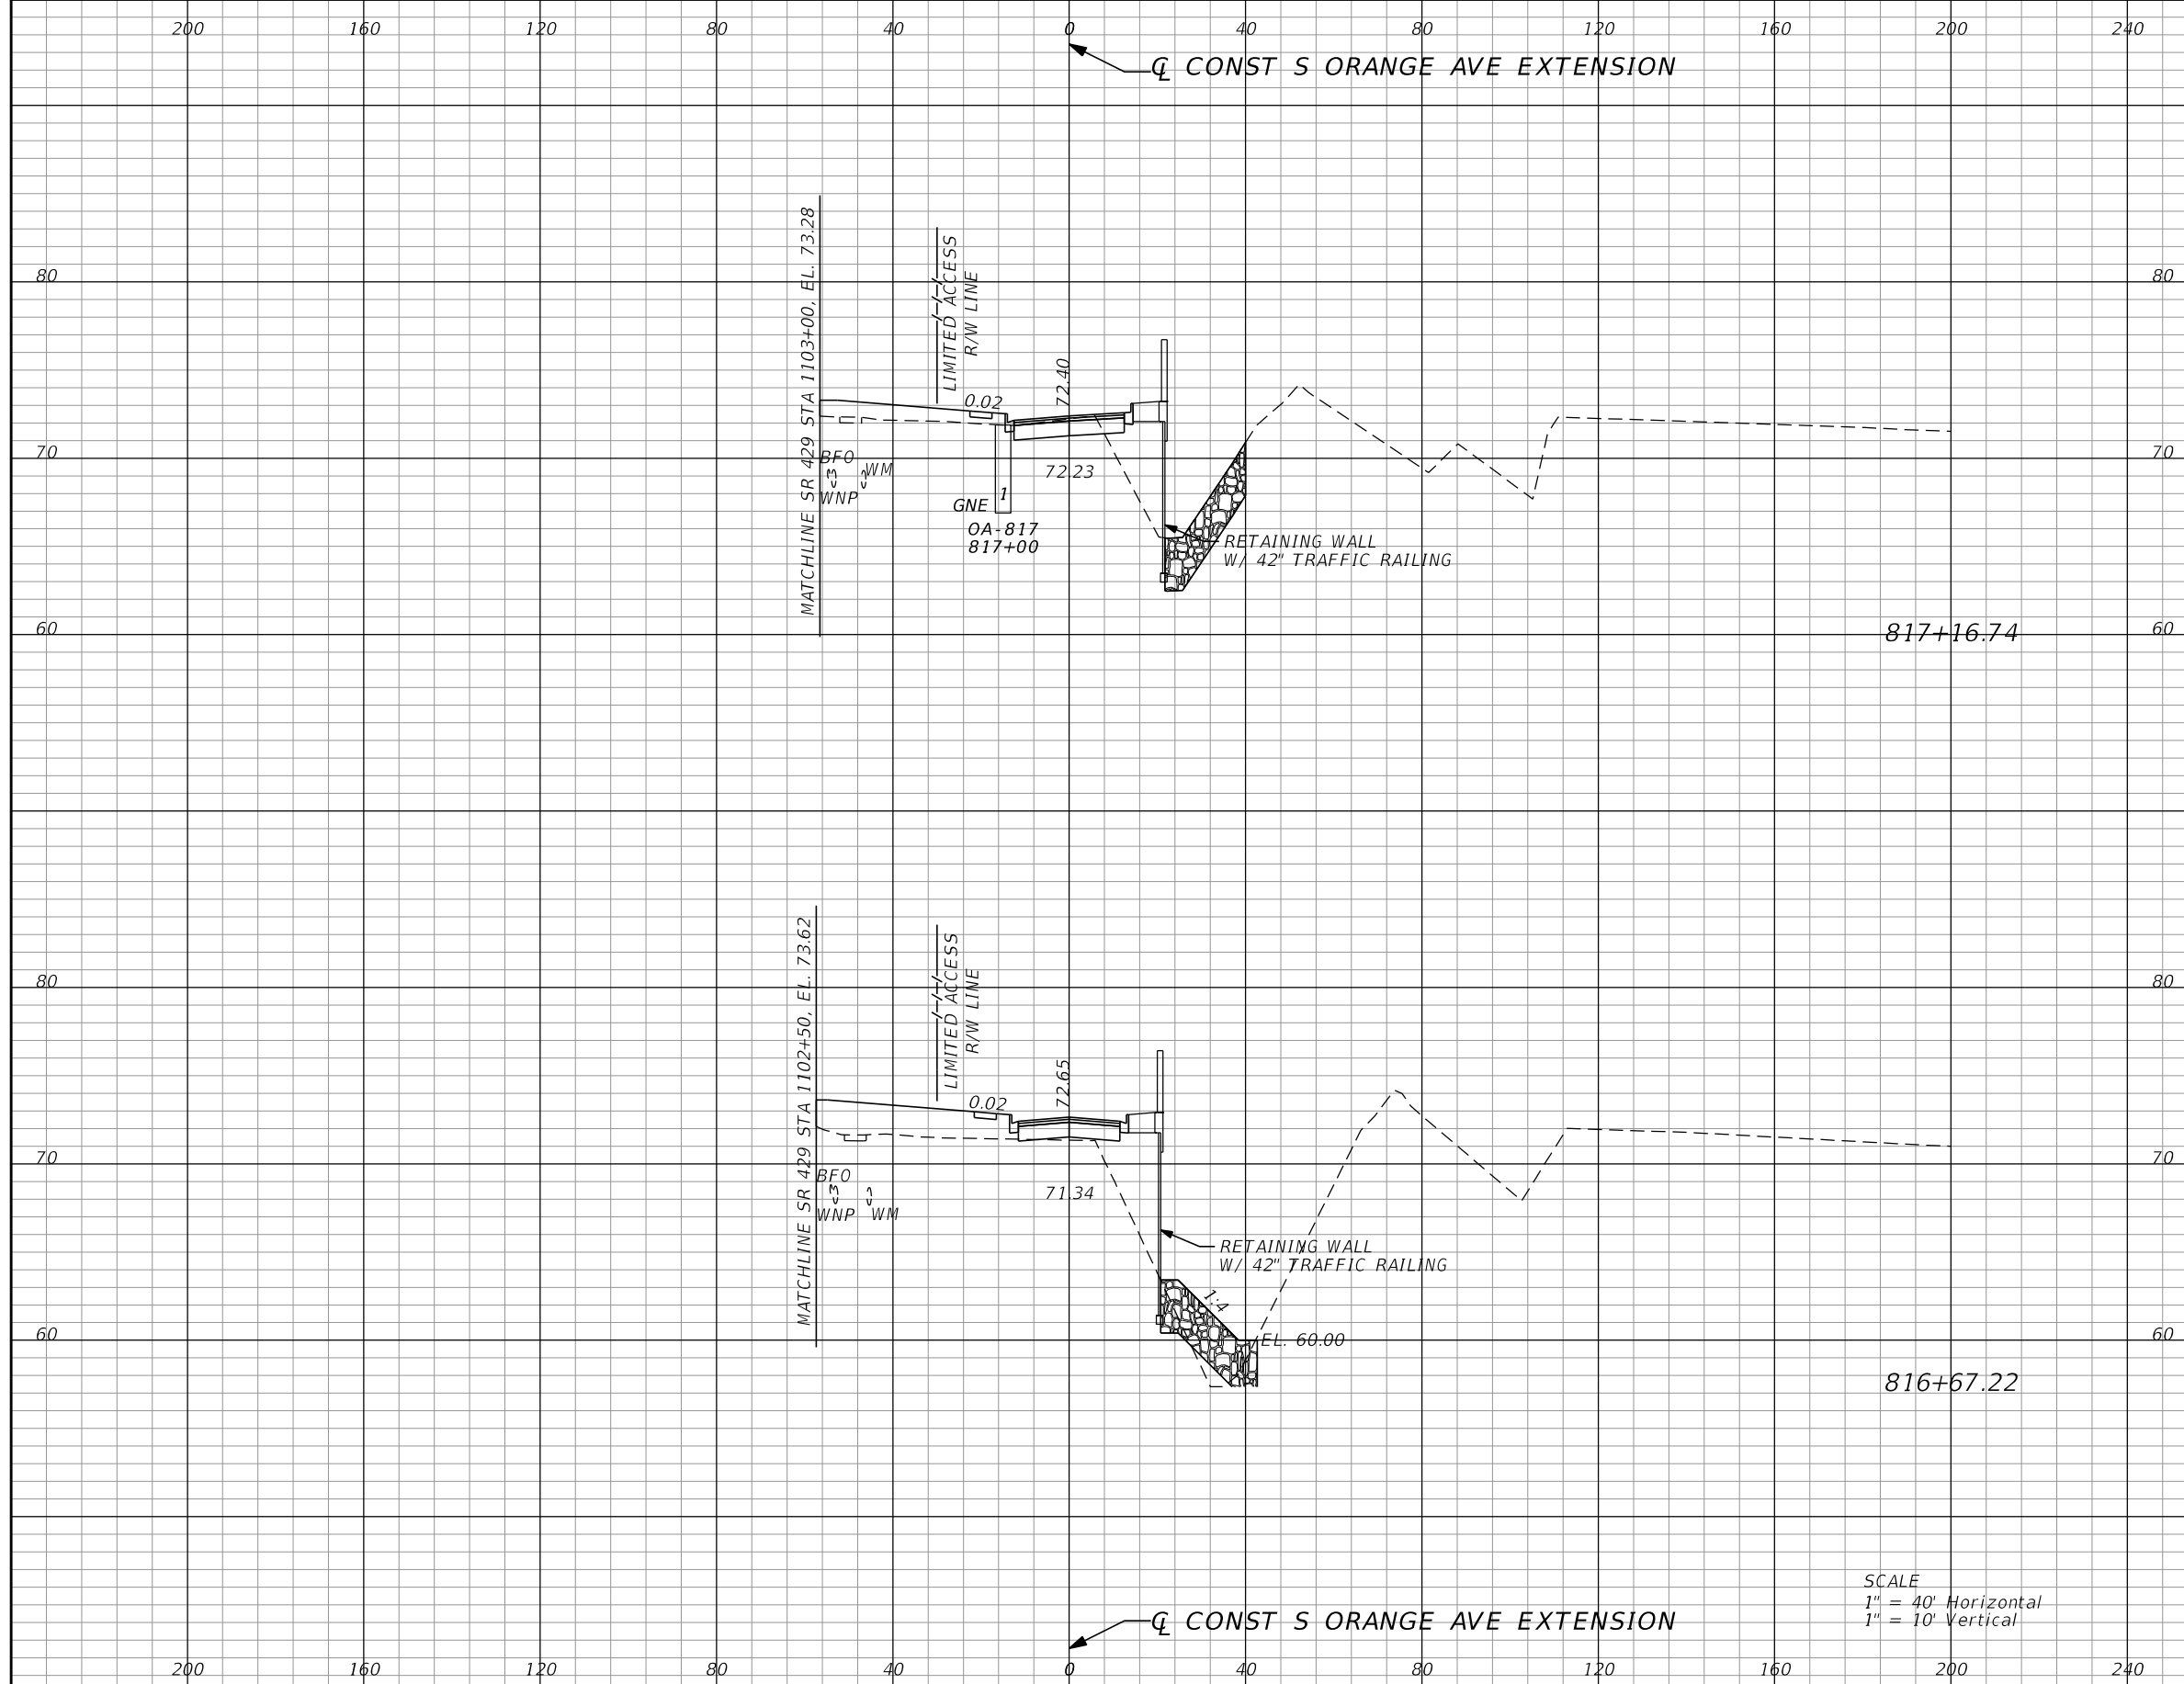 200 160 120 80 40 0 40 80 120 160 200 240
℄ CONST S ORANGE AVE EXTENSION
MATCHLINE SR 429 STA 1103+00, EL. 73.28
LIMITED ACCESS
R/W LINE
80 80
72.40
0.02
70 70
BFO
WM
WNP
72.23
1
GNE
OA-817
817+00
RETAINING WALL
W/ 42" TRAFFIC RAILING
60 60
817+16.74
MATCHLINE SR 429 STA 1102+50, EL. 73.62
LIMITED ACCESS
R/W LINE
80 80
72.65
0.02
70 70
BFO
WNP WM
71.34
RETAINING WALL
W/ 42" TRAFFIC RAILING
1:4
60 EL. 60.00 60
816+67.22
SCALE
1" = 40' Horizontal
1" = 10' Vertical
℄ CONST S ORANGE AVE EXTENSION
200 160 120 80 40 0 40 80 120 160 200 240